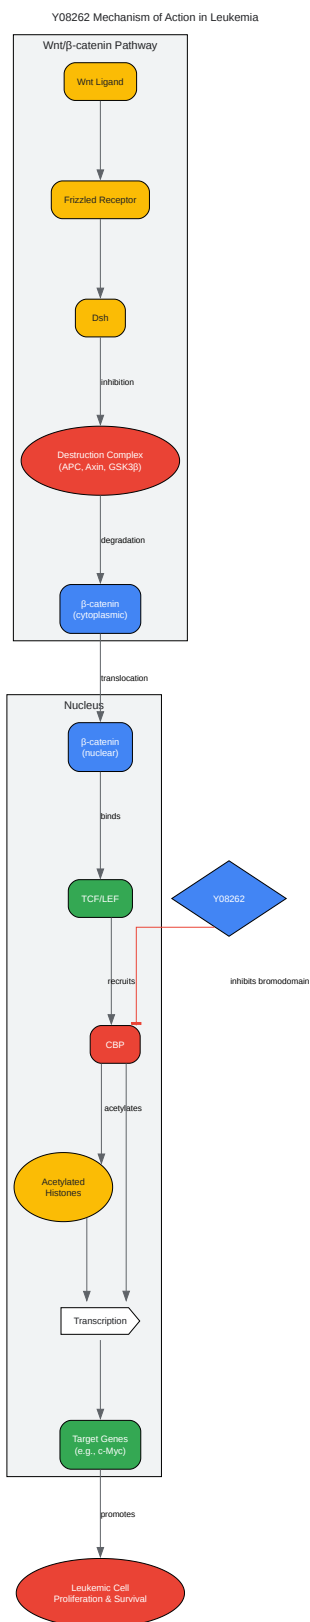 Y08262 Mechanism of Action in Leukemia
Wnt/β-catenin Pathway
Wnt Ligand
Frizzled Receptor
Dsh
inhibition
Destruction Complex
(APC, Axin, GSK3β)
degradation
β-catenin
(cytoplasmic)
translocation
Nucleus
β-catenin
(nuclear)
binds
TCF/LEF
Y08262
recruits
inhibits bromodomain
CBP
acetylates
Acetylated
Histones
Transcription
Target Genes
(e.g., c-Myc)
promotes
Leukemic Cell
Proliferation & Survival